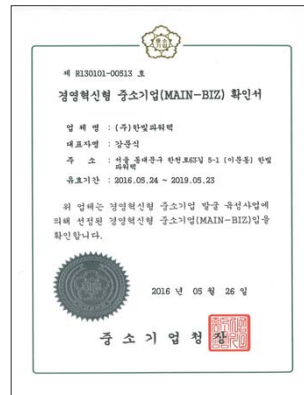 제 R130101-00513 호
경영혁신형 중소기업(MAIN-BIZ) 확인서
업 체 명 : (주)한빛파워텍
대표자명 : 강문식
주 소 : 서울 동대문구 한천로63길 5-1 (이문동) 한빛
파워텍
유효기간 : 2016.05.24 ~ 2019.05.23
위 업체는 경영혁신형 중소기업 발굴 육성사업에
의해 선정된 경영혁신형 중소기업(MAIN-BIZ)임을
확인합니다.
2016 년 05 월 26 일
중 소 기 업 청 장